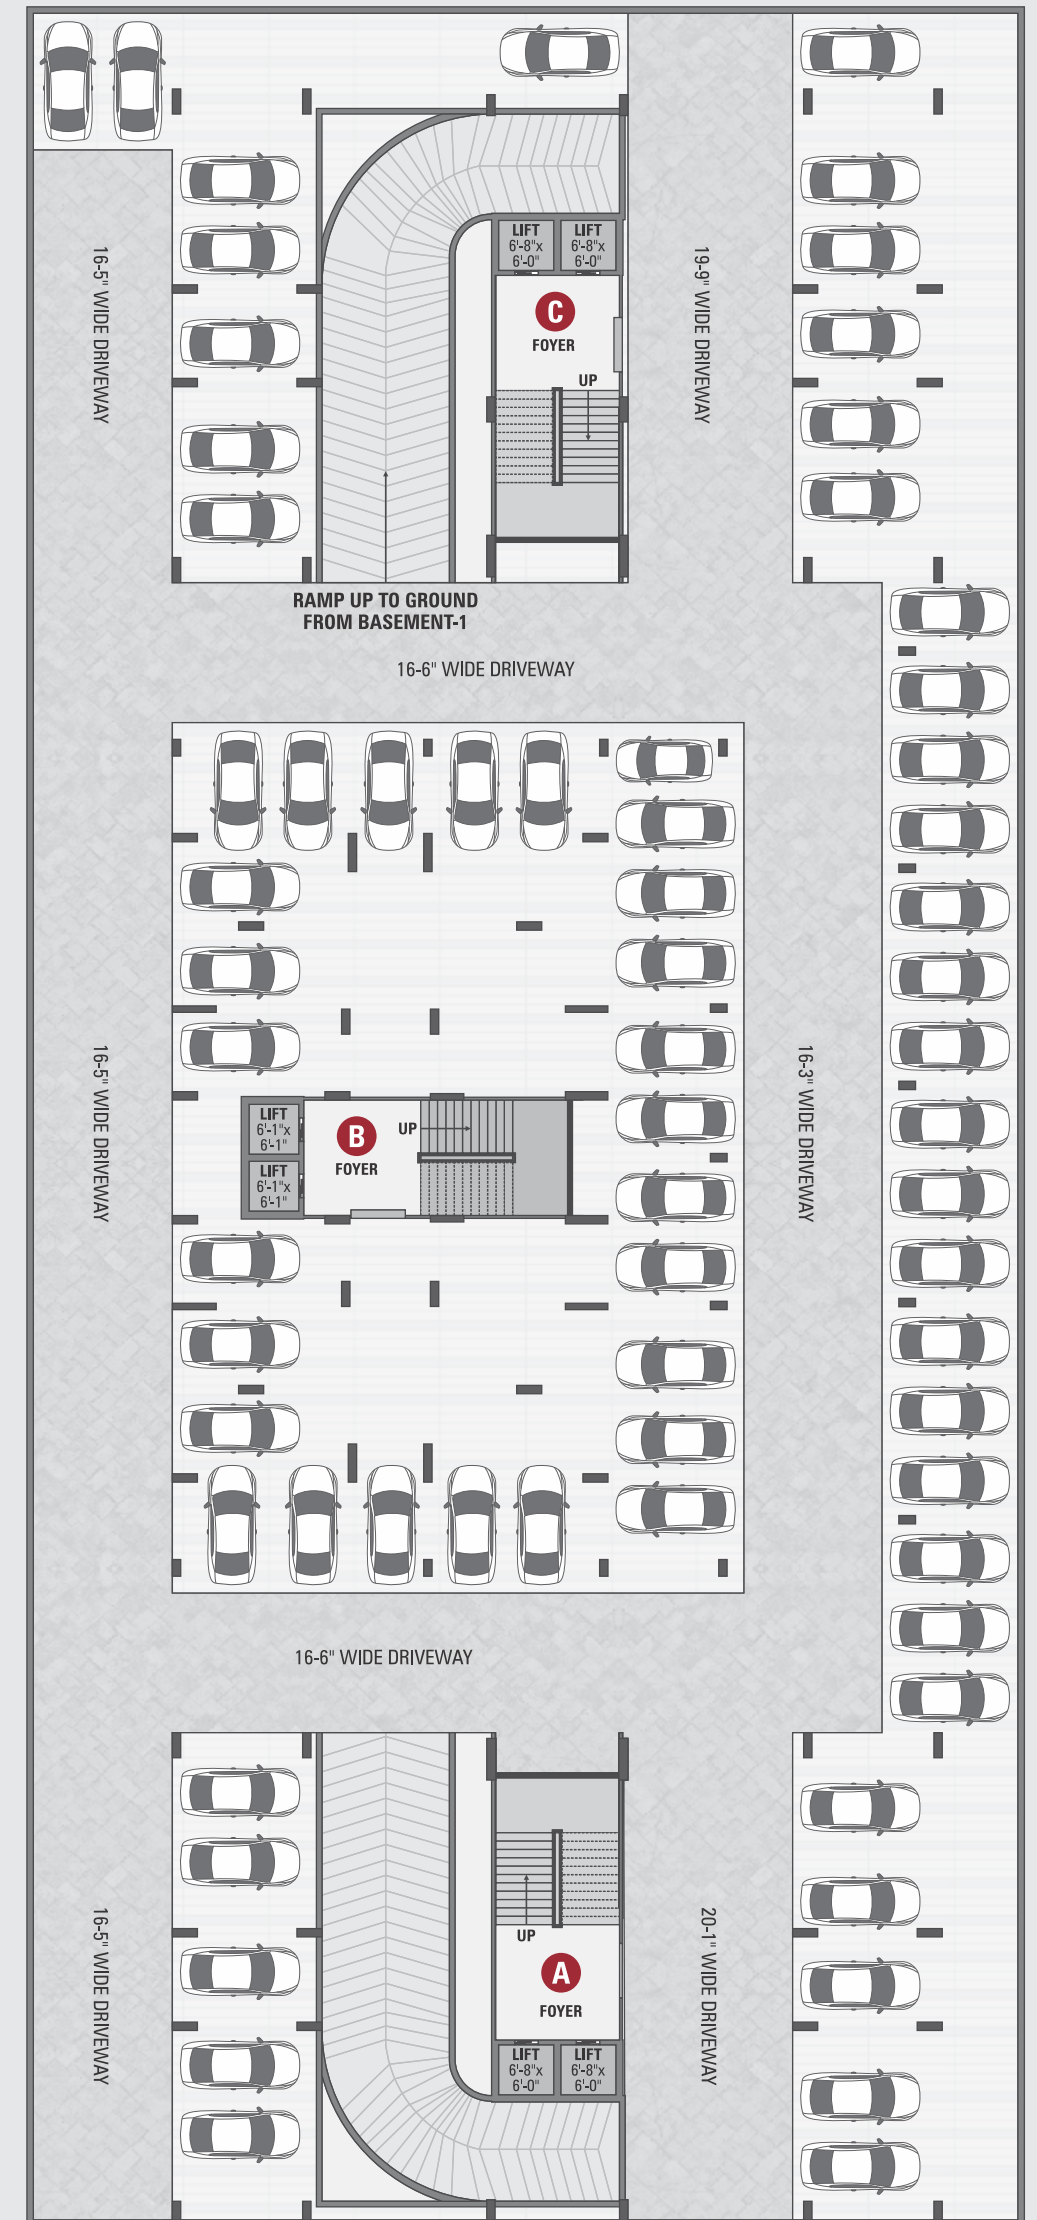 16-5" WIDE DRIVEWAY
LIFT
6'-8"x
6'-0"
LIFT
6'-8"x
6'-0"
19-9" WIDE DRIVEWAY
C
FOYER
UP
RAMP UP TO GROUND
FROM BASEMENT-1
16-6" WIDE DRIVEWAY
16-5" WIDE DRIVEWAY
LIFT
6'-1"x
6'-1"
LIFT
6'-1"x
6'-1"
B
FOYER
UP
16-3" WIDE DRIVEWAY
16-6" WIDE DRIVEWAY
16-5" WIDE DRIVEWAY
UP
A
FOYER
LIFT
6'-8"x
6'-0"
LIFT
6'-8"x
6'-0"
20-1" WIDE DRIVEWAY